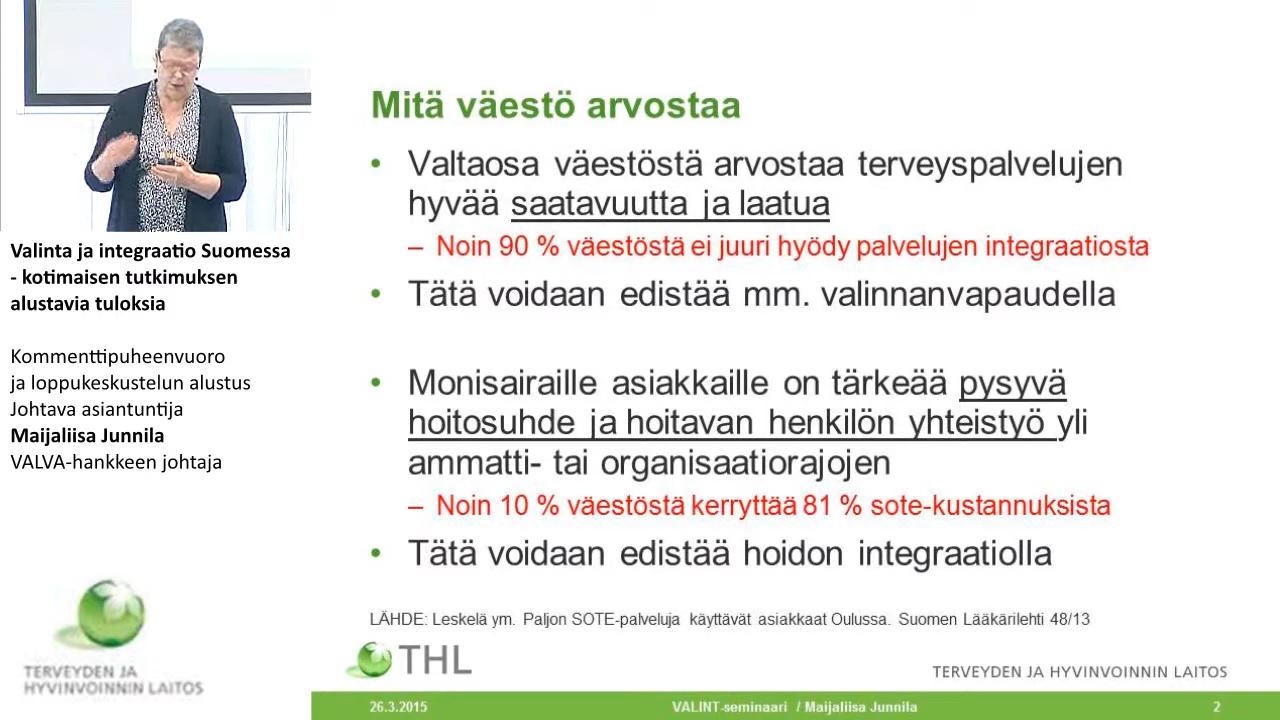 Valinta ja integraatio Suomessa
- kotimaisen tutkimuksen
alustavia tuloksia
Kommenttipuheenvuoro
ja loppukeskustelun alustus
Johtava asiantuntija
Maijaliisa Junnila
VALVA-hankkeen johtaja
TERVEYDEN JA
HYVINVOINNIN LAITOS
Mitä väestö arvostaa
• Valtaosa väestöstä arvostaa terveyspalvelujen
hyvää saatavuutta ja laatua
– Noin 90 % väestöstä ei juuri hyödy palvelujen integraatiosta
• Tätä voidaan edistää mm. valinnanvapaudella
• Monisairaille asiakkaille on tärkeää pysyvä
hoitosuhde ja hoitavan henkilön yhteistyö yli
ammatti- tai organisaatiorajojen
– Noin 10 % väestöstä kerryttää 81 % sote-kustannuksista
• Tätä voidaan edistää hoidon integraatiolla
LÄHDE: Leskelä ym. Paljon SOTE-palveluja käyttävät asiakkaat Oulussa. Suomen Lääkärilehti 48/13
THL
TERVEYDEN JA HYVINVOINNIN LAITOS
26.3.2015 VALINT-seminaari / Maijaliisa Junnila 2